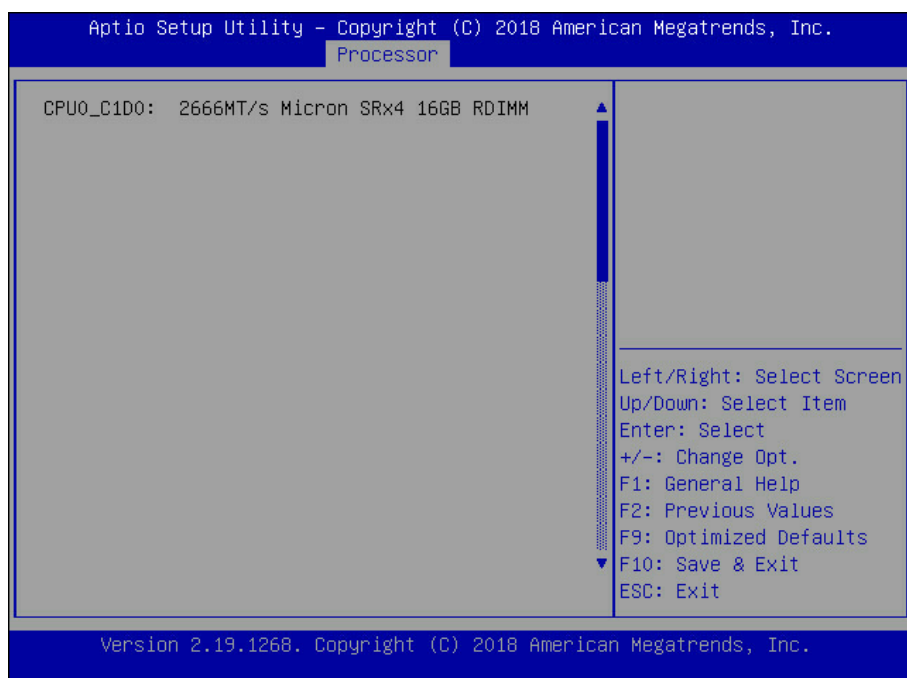 Aptio Setup Utility – Copyright (C) 2018 American Megatrends, Inc.
Processor
CPU0_C1D0: 2666MT/s Micron SRx4 16GB RDIMM
Left/Right: Select Screen
Up/Down: Select Item
Enter: Select
+/-: Change Opt.
F1: General Help
F2: Previous Values
F9: Optimized Defaults
F10: Save & Exit
ESC: Exit
Version 2.19.1268. Copyright (C) 2018 American Megatrends, Inc.